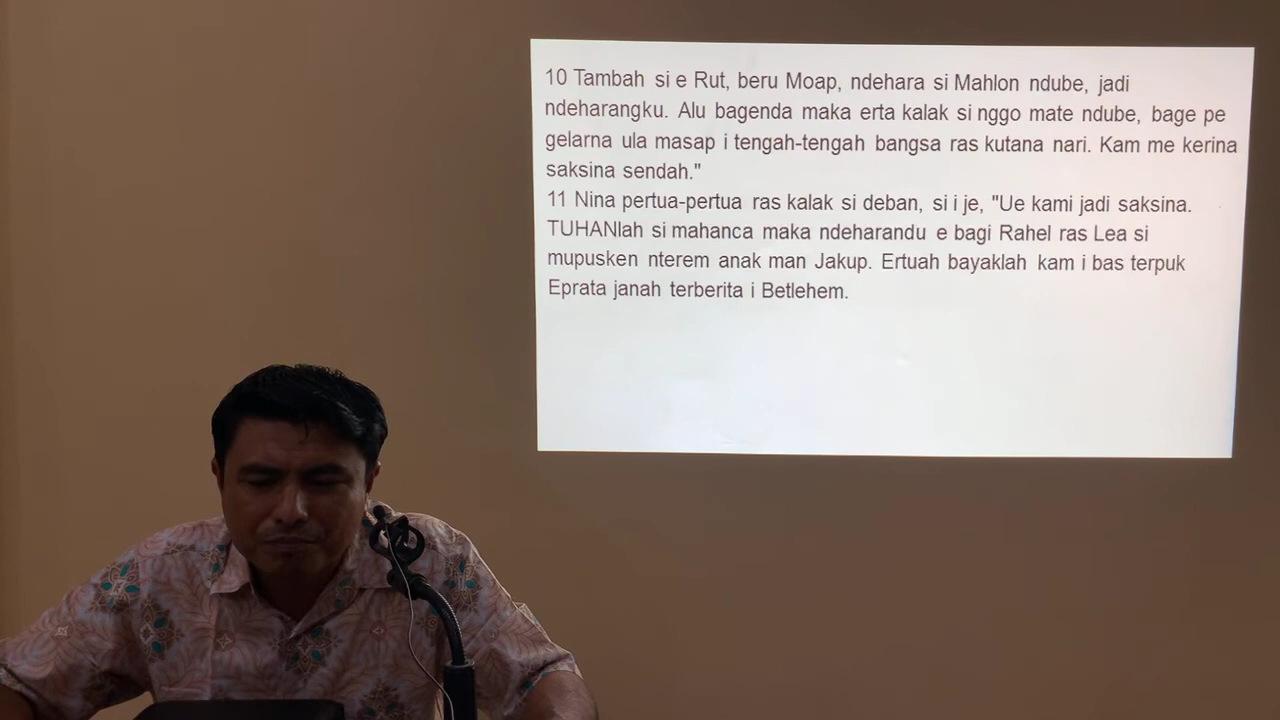 10 Tambah si e Rut, beru Moap, ndehara si Mahlon ndube, jadi
ndeharangku. Alu bagenda maka erta kalak si nggo mate ndube, bage pe
gelarna ula masap i tengah-tengah bangsa ras kutana nari. Kam me kerina
saksina sendah."
11 Nina pertua-pertua ras kalak si deban, si i je, "Ue kami jadi saksina.
TUHANlah si mahanca maka ndeharandu e bagi Rahel ras Lea si
mupusken nterem anak man Jakup. Ertuah bayaklah kam i bas terpuk
Eprata janah terberita i Betlehem.